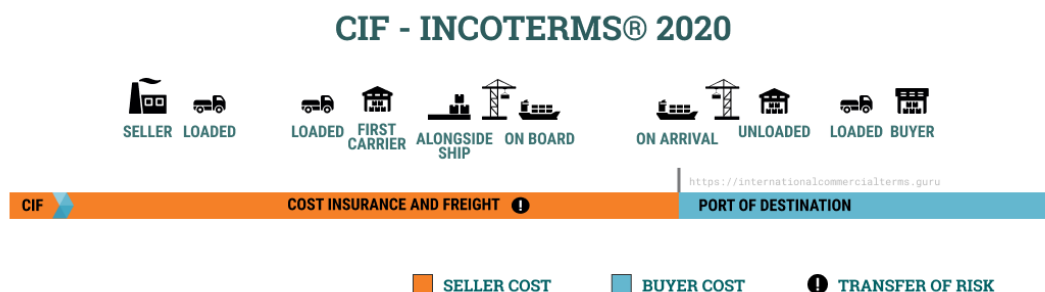 CIF - INCOTERMS® 2020
SELLER LOADED LOADED FIRST CARRIER ALONGSIDE SHIP ON BOARD ON ARRIVAL UNLOADED LOADED BUYER
https://internationalcommercialterms.guru
CIF COST INSURANCE AND FREIGHT ! PORT OF DESTINATION
SELLER COST BUYER COST ! TRANSFER OF RISK